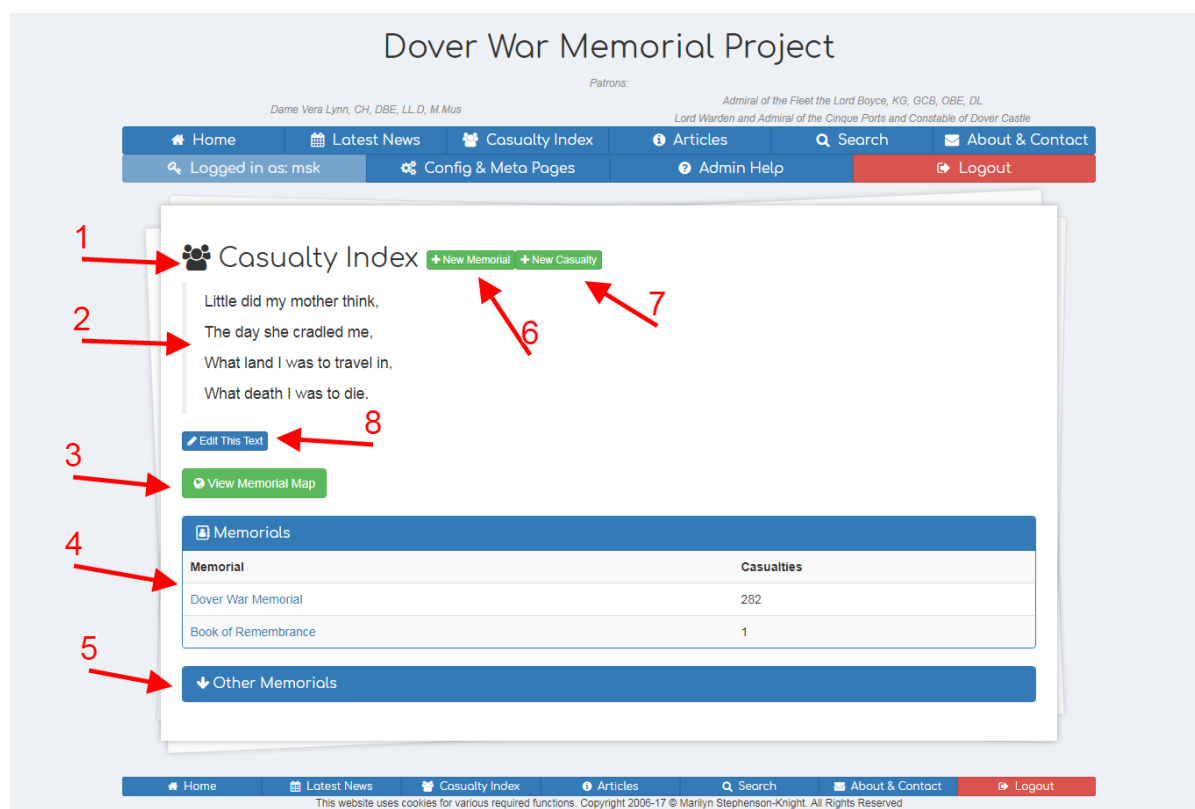 Dover War Memorial Project
Patrons:
Dame Vera Lynn, CH, DBE, LL.D, M.Mus
Admiral of the Fleet the Lord Boyce, KG, GCB, OBE, DL
Lord Warden and Admiral of the Cinque Ports and Constable of Dover Castle
Home Latest News Casualty Index Articles Search About & Contact
Logged in as: msk Config & Meta Pages Admin Help Logout
1
Casualty Index + New Memorial + New Casualty
7
6
2
Little did my mother think,
The day she cradled me,
What land I was to travel in,
What death I was to die.
8
Edit This Text
3
View Memorial Map
4
Memorials
Memorial Casualties
Dover War Memorial 282
Book of Remembrance 1
5
Other Memorials
Home Latest News Casualty Index Articles Search About & Contact Logout
This website uses cookies for various required functions. Copyright 2006-17 © Marilyn Stephenson-Knight. All Rights Reserved